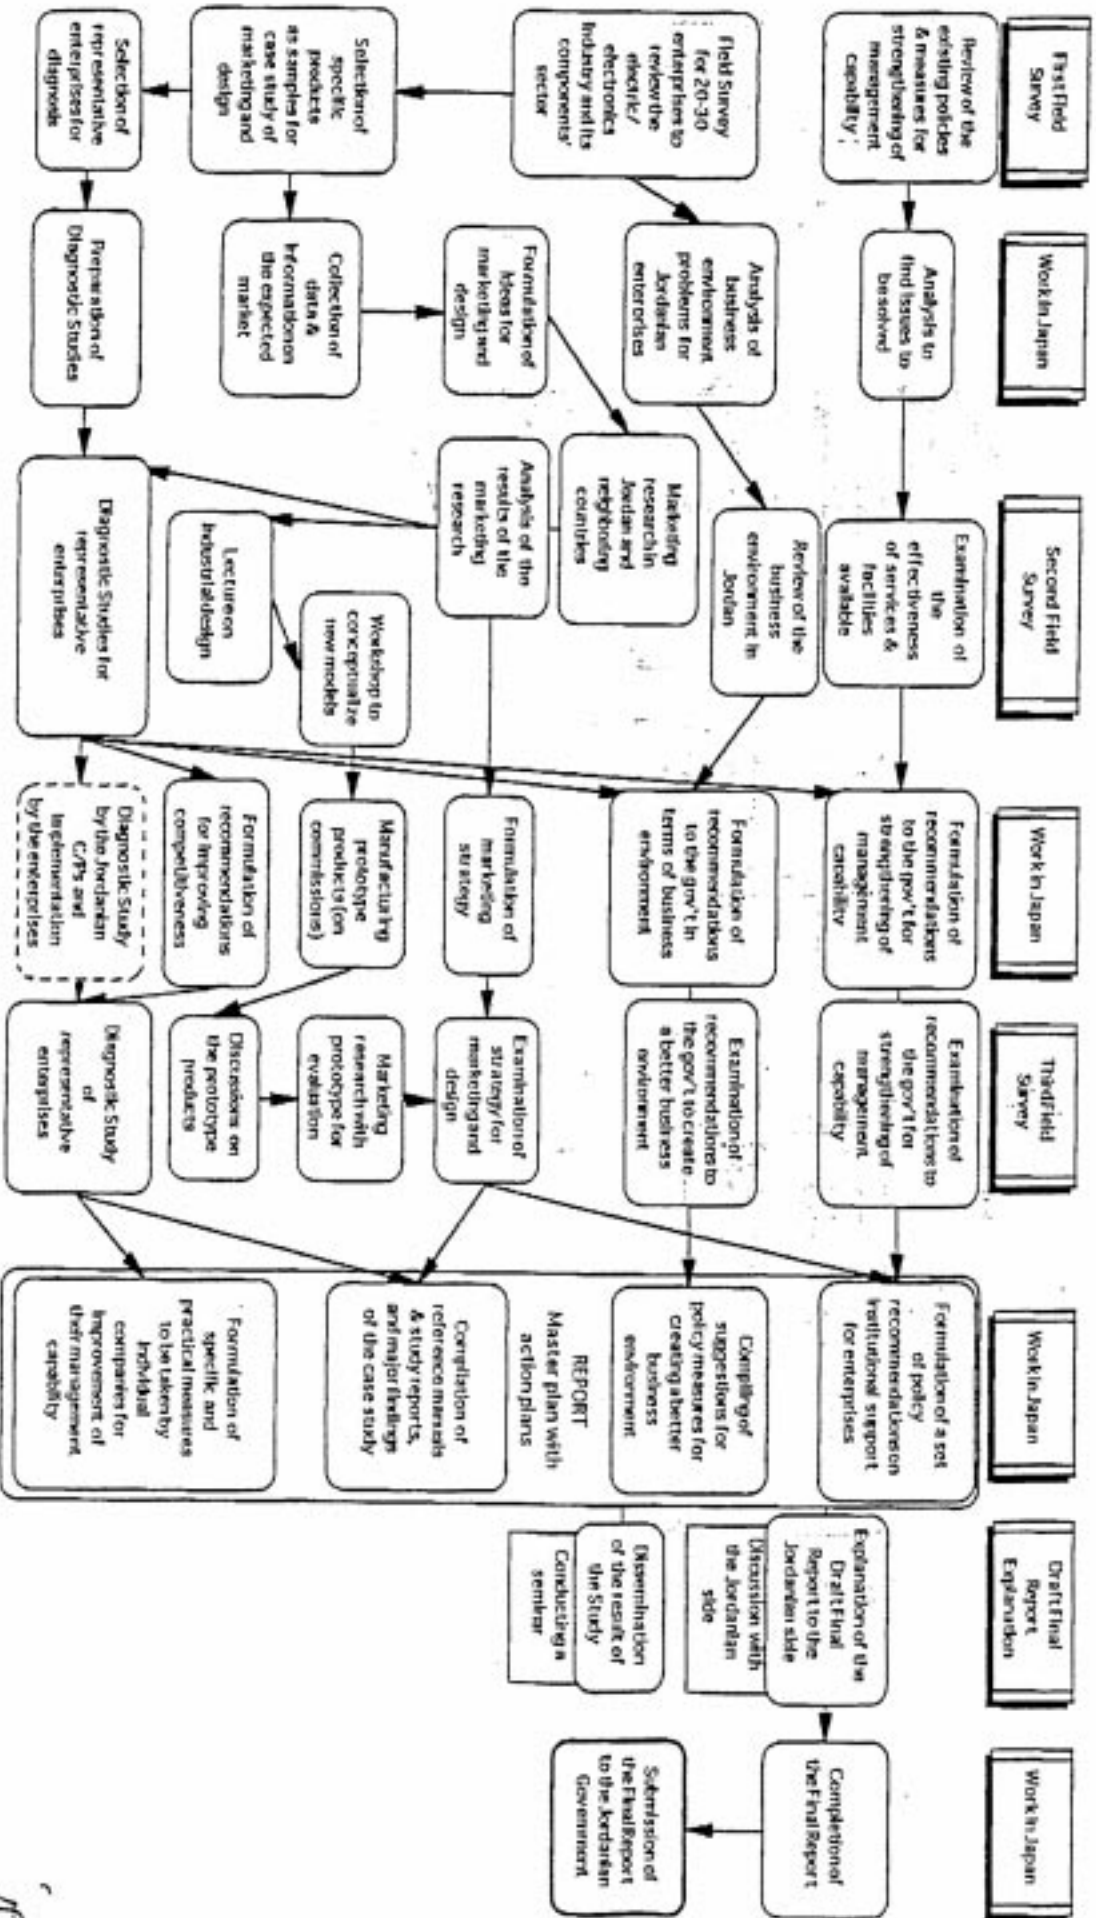 First Field
Survey
Review of the
existing policies
& measures for
strengthening of
management
capability
Field Survey
for 20-30
enterprises to
review the
electric/
electronics
industry and its
components'
sector
Selection of
specific
products
as samples for
case study of
marketing and
design
Selection of
representative
enterprises for
diagnosis
Work in Japan
Analysis to
find issues to
be solved
Analysis of
business
environment
problems for
Jordanian
enterprises
Formulation of
ideas for
marketing and
design
Collection of
data &
information on
the expected
market
Preparation of
Diagnostic Studies
Second Field
Survey
Examination of
the
effectiveness
of services &
facilities
available
Review of the
business
environment in
Jordan
Marketing
research in
Jordan and
neighboring
countries
Analysis of the
results of the
marketing
research
Workshop to
conceptualize
new models
Lecture on
industrial design
Diagnostic Studies for
representative
enterprises
Work in Japan
Formulation of
recommendations
to the gov't for
strengthening of
management
capability
Formulation of
recommendations
to the gov't in
terms of business
environment
Formulation of
marketing
strategy
Manufacturing
prototype
products (on
commissions)
Formulation of
recommendations
for improving
competitiveness
Diagnostic Study
by the Jordanian
C/Ps and
implementation
by the enterprises
Third Field
Survey
Examination of
recommendations to
the gov't for
strengthening of
management
capability
Examination of
recommendations to
the gov't to create
a better business
environment
Examination of
strategy for
marketing and
design
Marketing
research with
prototype for
evaluation
Discussions on
the prototype
products
Diagnostic Study
of
representative
enterprises
Work in Japan
Formulation of a set
of policy
recommendations on
institutional support
for enterprises
Compiling of
suggestions for
policy measures for
creating a better
business
environment
REPORT
Master plan with
action plans
Compilation of
reference manuals
& study reports,
and major findings
of the case study
Formulation of
specific and
practical measures
to be taken by
individual
companies for
improvement of
their management
capability
Draft Final
Report
Explanation
Explanation of the
Draft Final
Report to the
Jordanian side
Discussion with
the Jordanian
side
Dissemination
of the result of
the Study
Conducting a
seminar
Work in Japan
Completion of
the Final Report
Submission of
the Final Report
to the Jordanian
Government